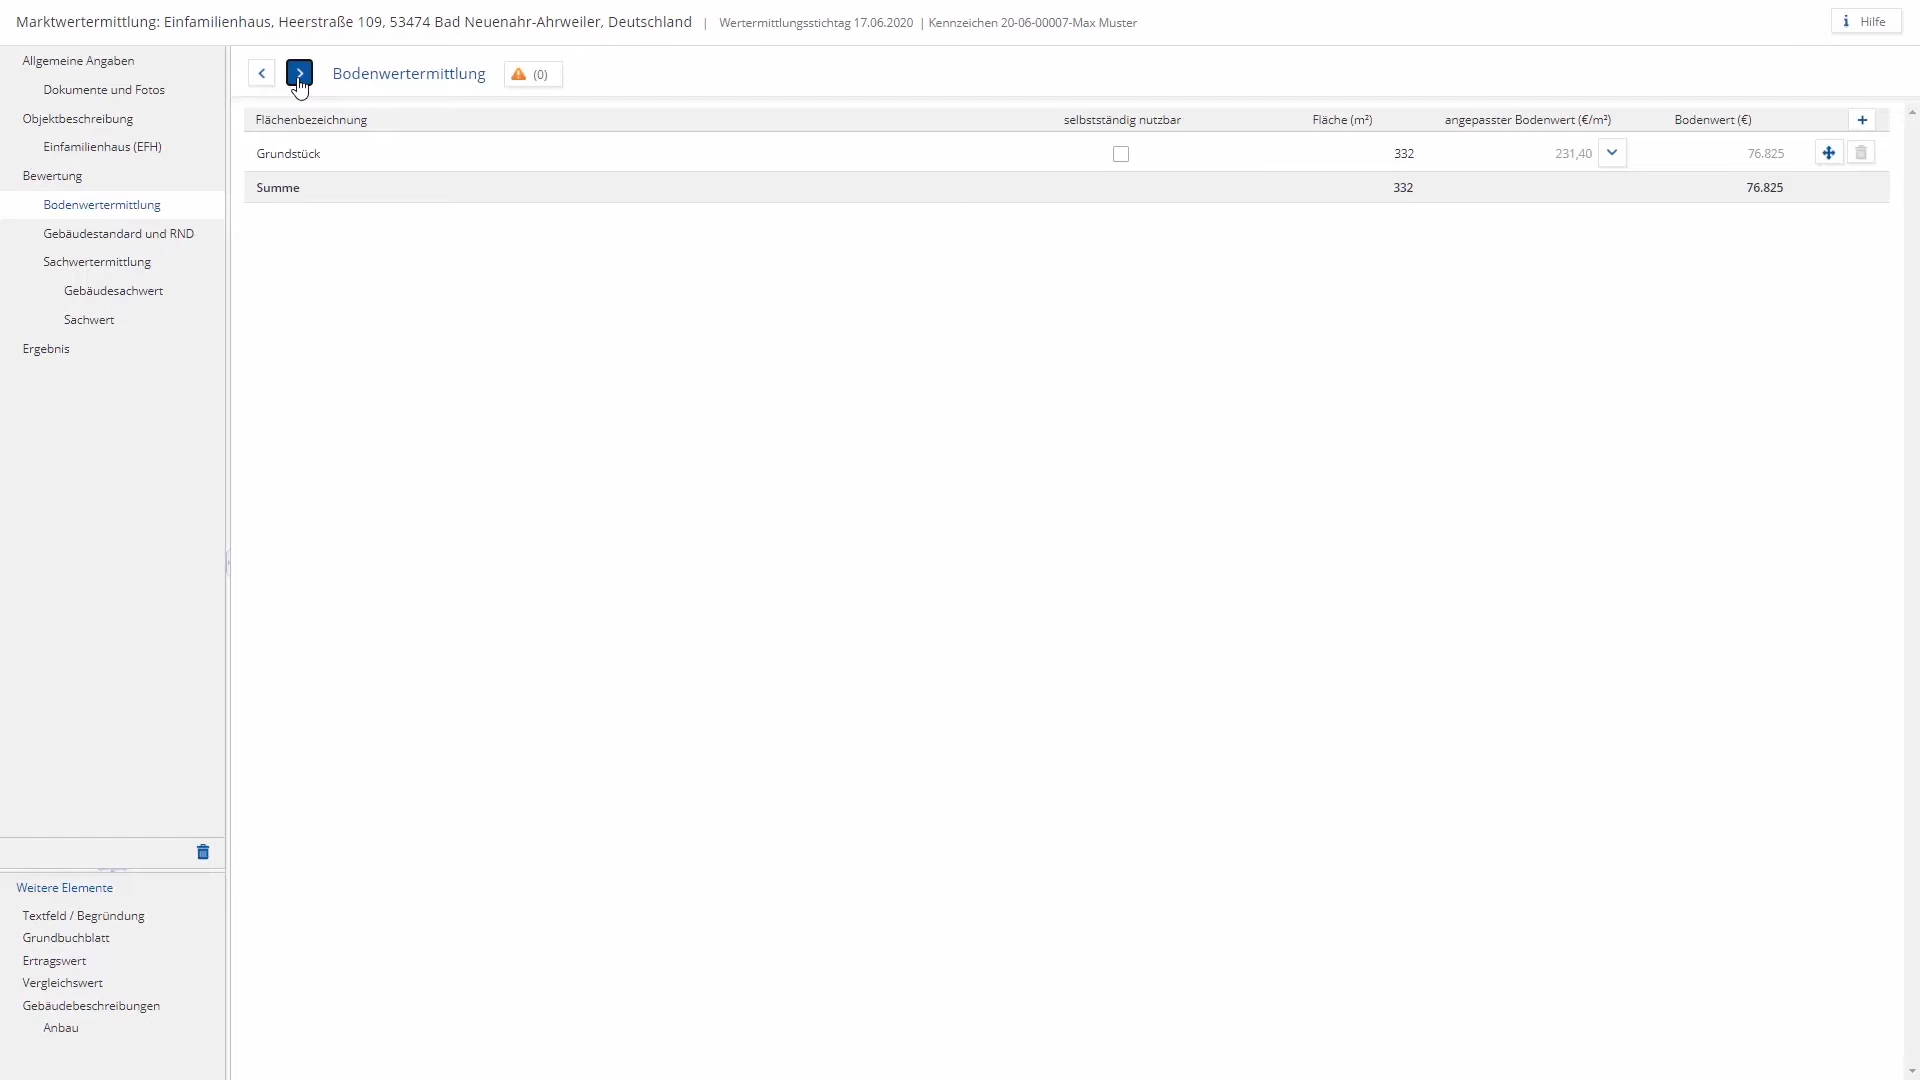 Marktwertermittlung: Einfamilienhaus, Heerstraße 109, 53474 Bad Neuenahr-Ahrweiler, Deutschland | Wertermittlungsstichtag 17.06.2020 | Kennzeichen 20-06-00007-Max Muster
Hilfe
Allgemeine Angaben
Dokumente und Fotos
Objektbeschreibung
Einfamilienhaus (EFH)
Bewertung
Bodenwertermittlung
Gebäudestandard und RND
Sachwertermittlung
Gebäudesachwert
Sachwert
Ergebnis
Weitere Elemente
Textfeld / Begründung
Grundbuchblatt
Ertragswert
Vergleichswert
Gebäudebeschreibungen
Anbau
Bodenwertermittlung (0)
Flächenbezeichnung selbstständig nutzbar Fläche (m²) angepasster Bodenwert (€/m²) Bodenwert (€)
Grundstück 332 231,40 76.825
Summe 332 76.825